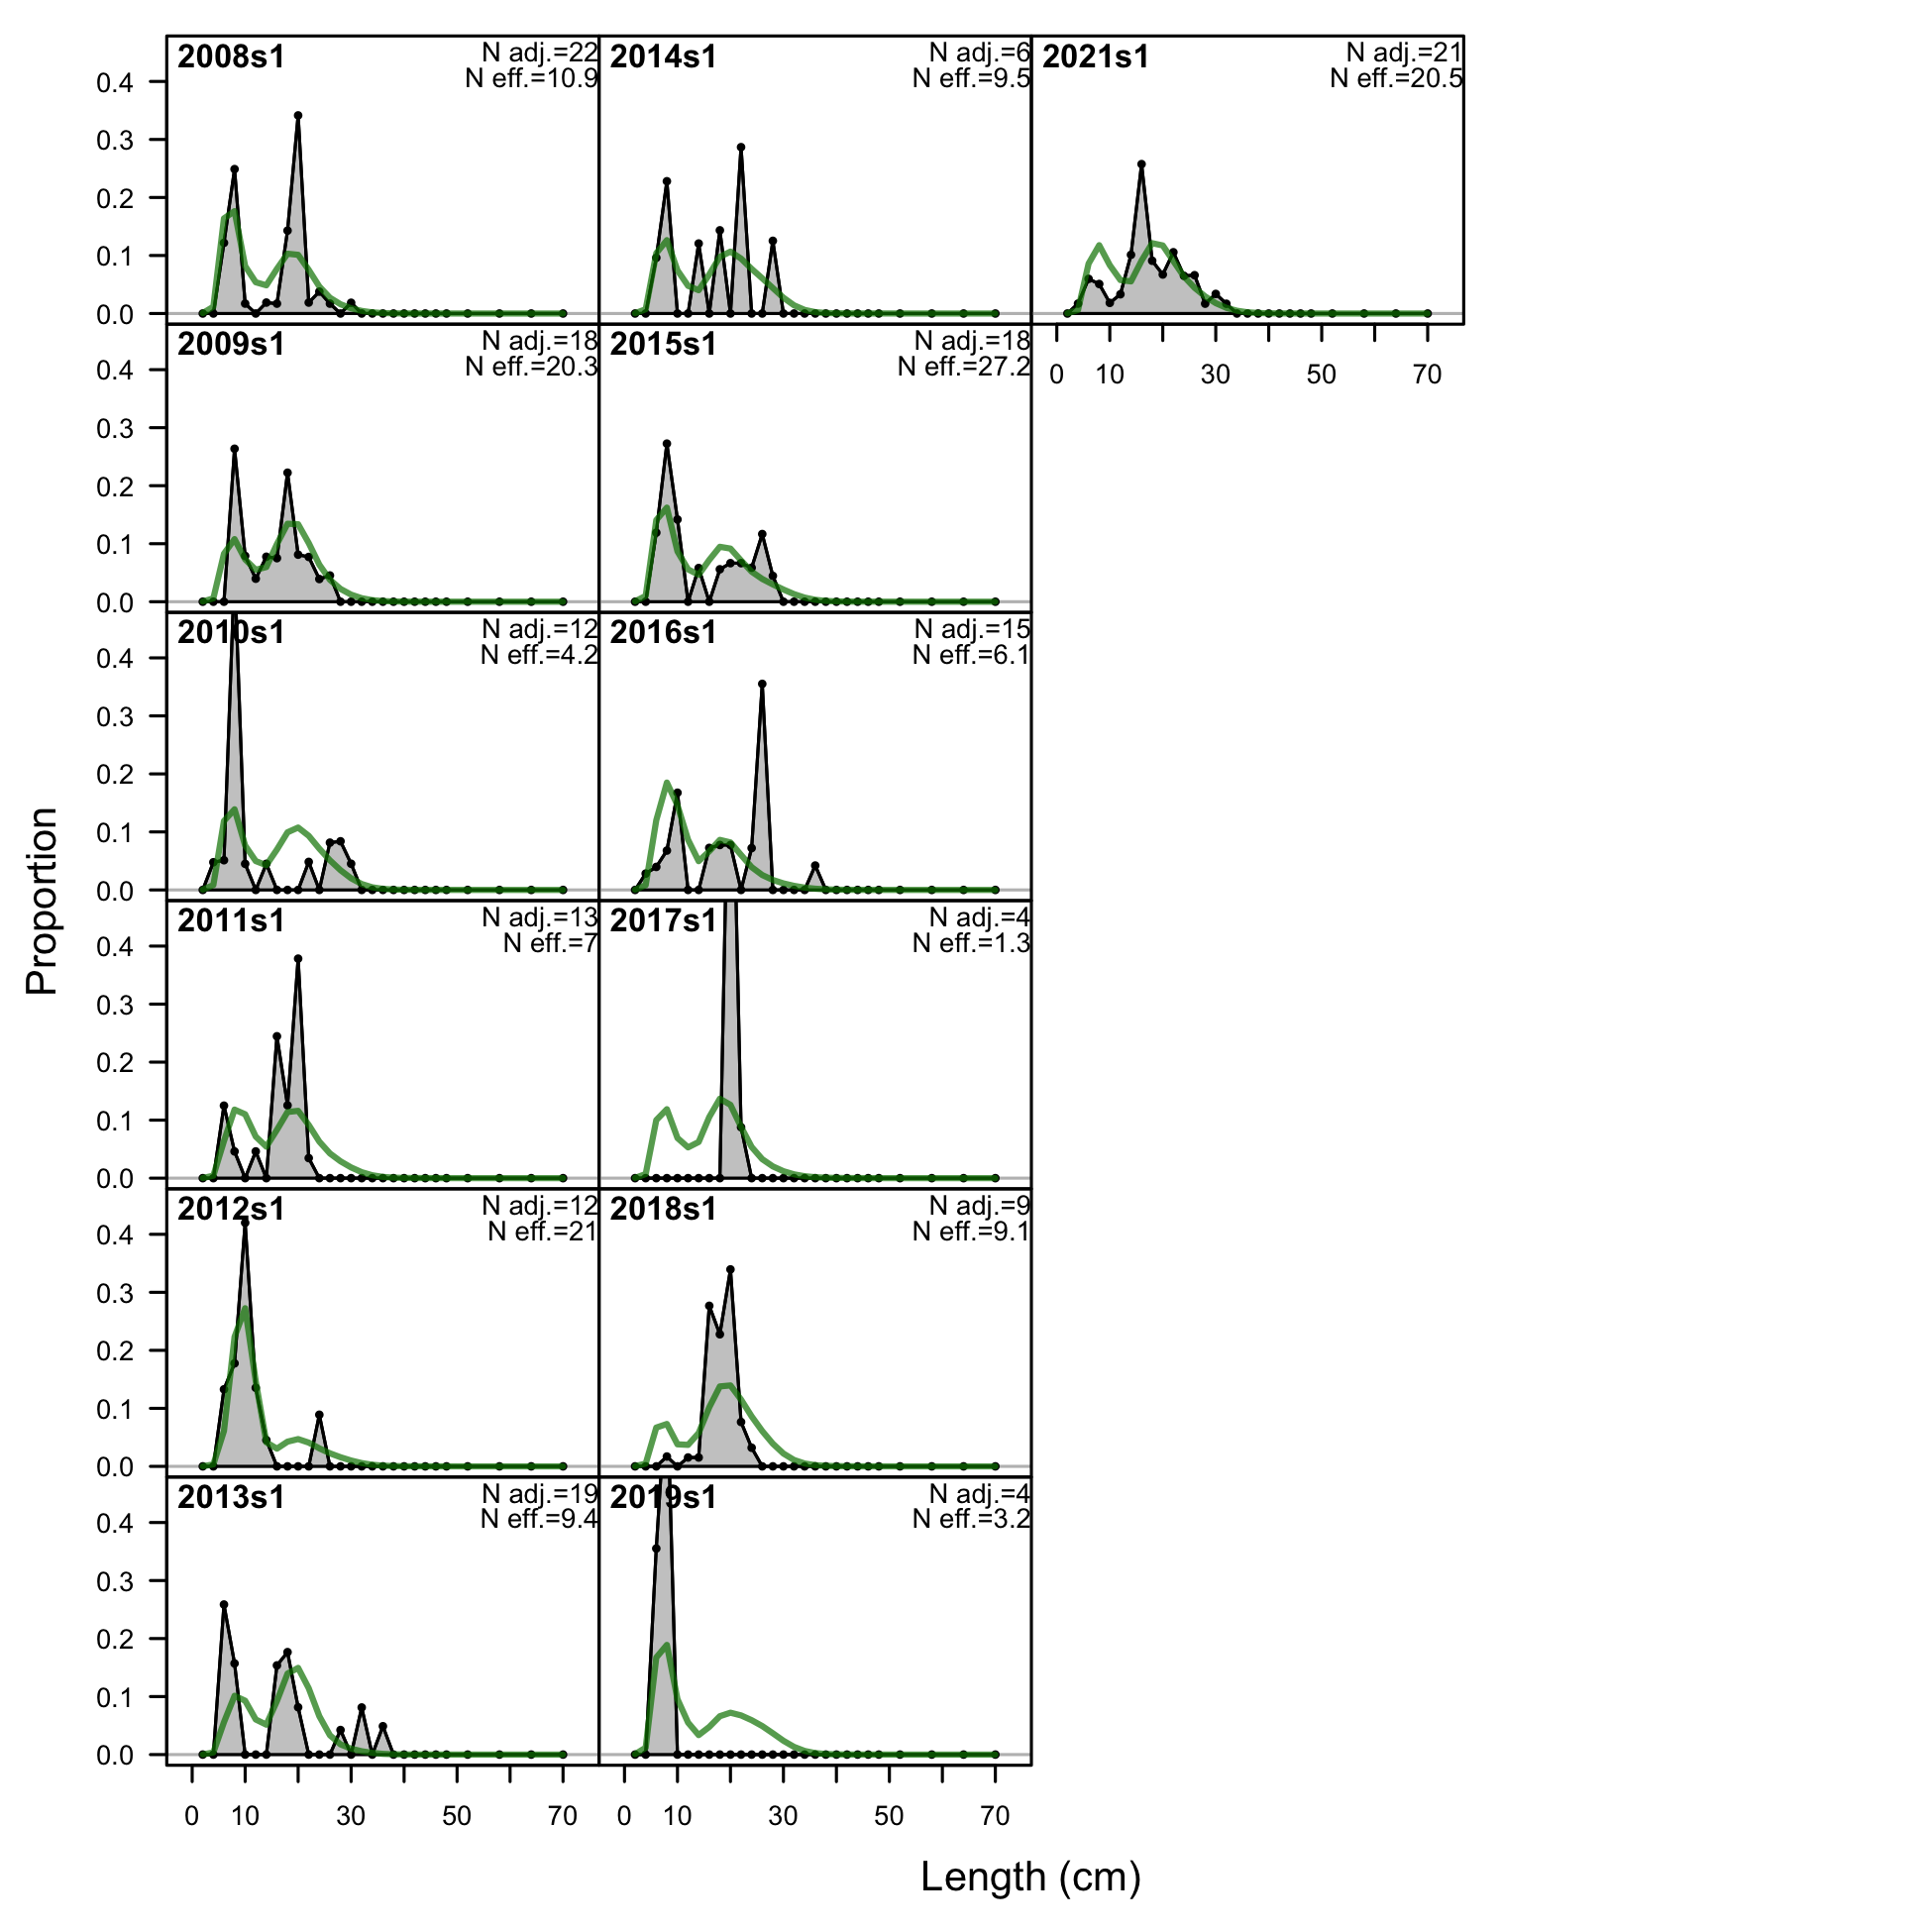 2008s1
N adj.=22
N eff.=10.9
0.4
0.3
0.2
0.1
0.0
2014s1
N adj.=6
N eff.=9.5
2021s1
N adj.=21
N eff.=20.5
0 10 30 50 70
2009s1
N adj.=18
N eff.=20.3
0.4
0.3
0.2
0.1
0.0
2015s1
N adj.=18
N eff.=27.2
2010s1
N adj.=12
N eff.=4.2
0.4
0.3
0.2
0.1
0.0
2016s1
N adj.=15
N eff.=6.1
2011s1
N adj.=13
N eff.=7
0.4
0.3
0.2
0.1
0.0
2017s1
N adj.=4
N eff.=1.3
2012s1
N adj.=12
N eff.=21
0.4
0.3
0.2
0.1
0.0
2018s1
N adj.=9
N eff.=9.1
2013s1
N adj.=19
N eff.=9.4
0.4
0.3
0.2
0.1
0.0
2019s1
N adj.=4
N eff.=3.2
0 10 30 50 70
0 10 30 50 70
Proportion
Length (cm)